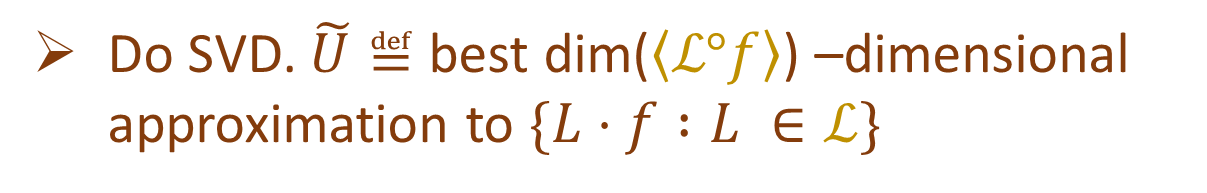 ➢ Do SVD. Ũ ≝ best dim(⟨ℒ∘f⟩) –dimensional
approximation to {L · f : L ∈ ℒ}